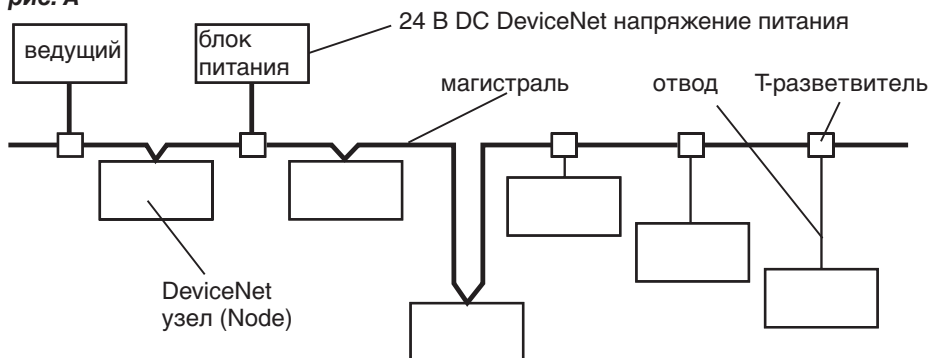 рис. А
24 В DC DeviceNet напряжение питания
ведущий
блок
питания
магистраль
отвод
Т-разветвитель
DeviceNet
узел (Node)